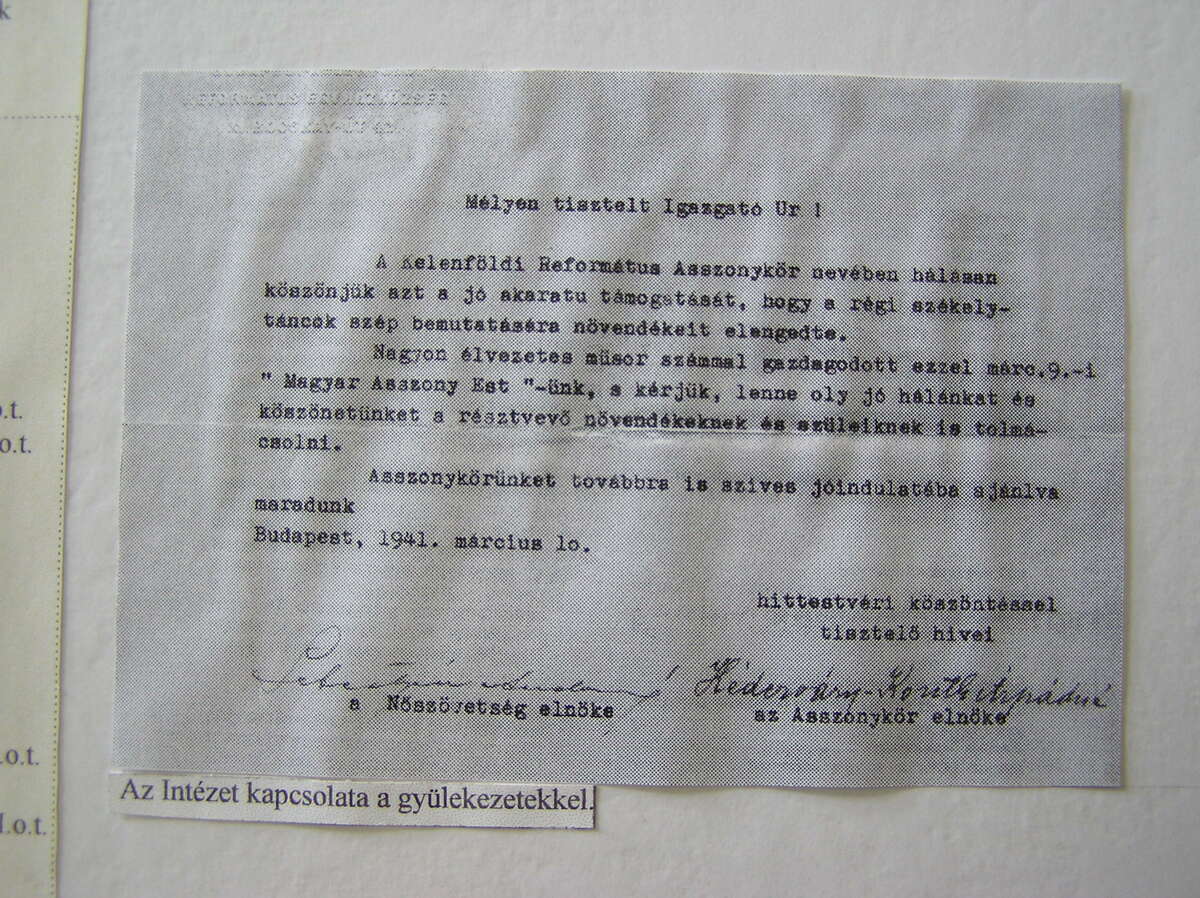 k
Mélyen tisztelt Igazgató Ur !
A Kelenföldi Református Asszonykör nevében hálásan
köszönjük azt a jó akaratu támogatását, hogy a régi székely-
táncok szép bemutatására növendékeit elengedte.
Nagyon élvezetes müsor számmal gazdagodott ezzel márc.9.-i
" Magyar Asszony Est "-ünk, s kérjük, lenne oly jó hálánkat és
köszönetünket a résztvevő növendékeknek és szüleiknek is tolmá-
csolni.
Asszonykörünket továbbra is szives jóindulatába ajánlva
maradunk
Budapest, 1941. március lo.
hittestvéri köszöntéssel
tisztelő hivei
a Nőszövetség elnöke
Héderváry-
az Asszonykör elnöke
Az Intézet kapcsolata a gyülekezetekkel.
.o.t.
.o.t.
.o.t.